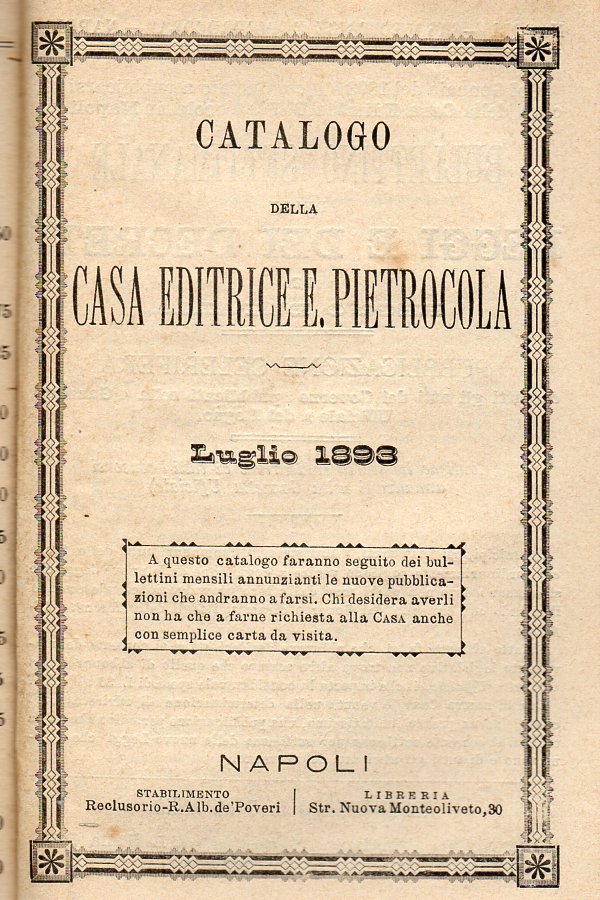 CATALOGO
DELLA
CASA EDITRICE E. PIETROCOLA
Luglio 1893
A questo catalogo faranno seguito dei bul-
lettini mensili annunzianti le nuove pubblica-
zioni che andranno a farsi. Chi desidera averli
non ha che a farne richiesta alla CASA anche
con semplice carta da visita.
NAPOLI
STABILIMENTO
Reclusorio-R.Alb.de'Poveri
LIBRERIA
Str. Nuova Monteoliveto,30